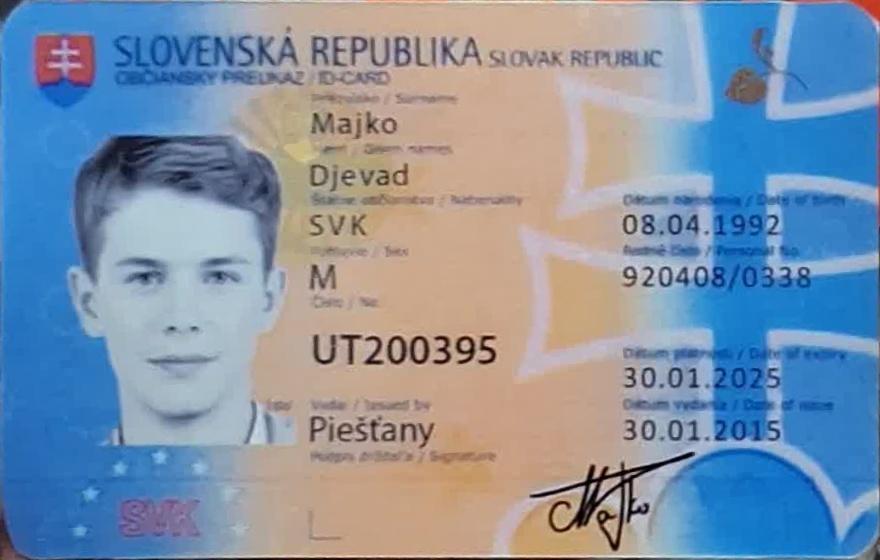 SLOVENSKÁ REPUBLIKA SLOVAK REPUBLIC
OBČIANSKY PREUKAZ / ID-CARD
Priezvisko / Surname
Majko
Given names
Djevad
Štátne občianstvo / Nationality
SVK
Pohlavie / Sex
M
Číslo / No.
UT200395
Vydal / Issued by
Piešťany
Podpis držiteľa / Signature
Dátum narodenia / Date of birth
08.04.1992
Rodné číslo / Personal No.
920408/0338
Dátum platnosti / Date of expiry
30.01.2025
Dátum vydania / Date of issue
30.01.2015
Majko
SVK